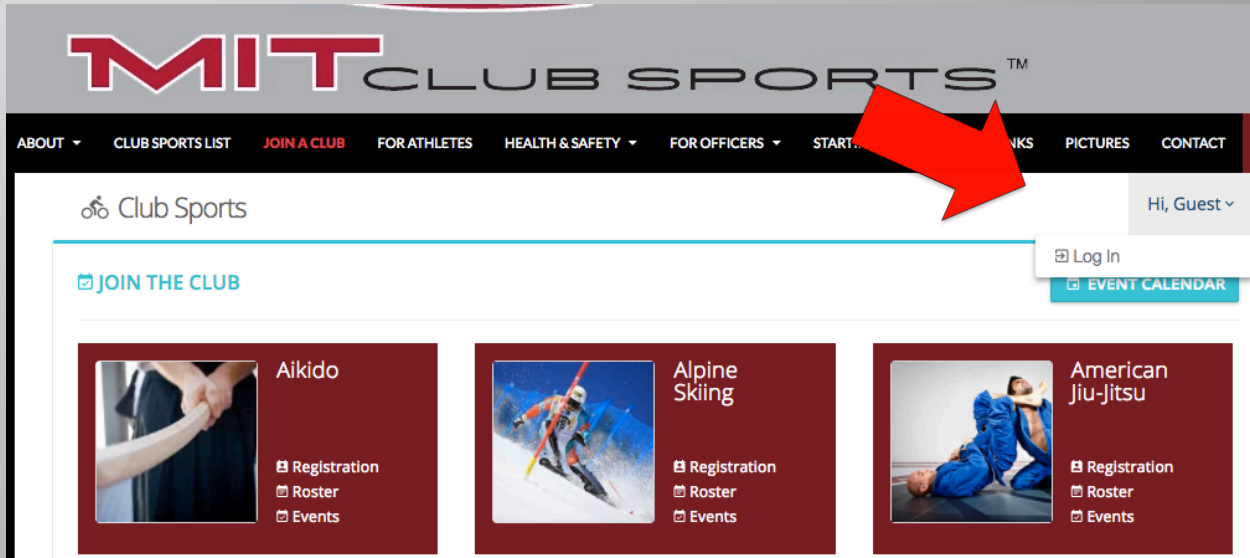 MIT CLUB SPORTS™
ABOUT CLUB SPORTS LIST JOIN A CLUB FOR ATHLETES HEALTH & SAFETY FOR OFFICERS PICTURES CONTACT
Club Sports
Hi, Guest
Log In
JOIN THE CLUB
EVENT CALENDAR
Aikido
Registration
Roster
Events
Alpine
Skiing
Registration
Roster
Events
American
Jiu-Jitsu
Registration
Roster
Events